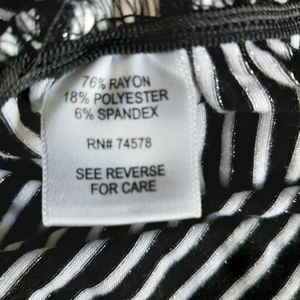 76% RAYON
18% POLYESTER
6% SPANDEX
RN# 74578
SEE REVERSE
FOR CARE